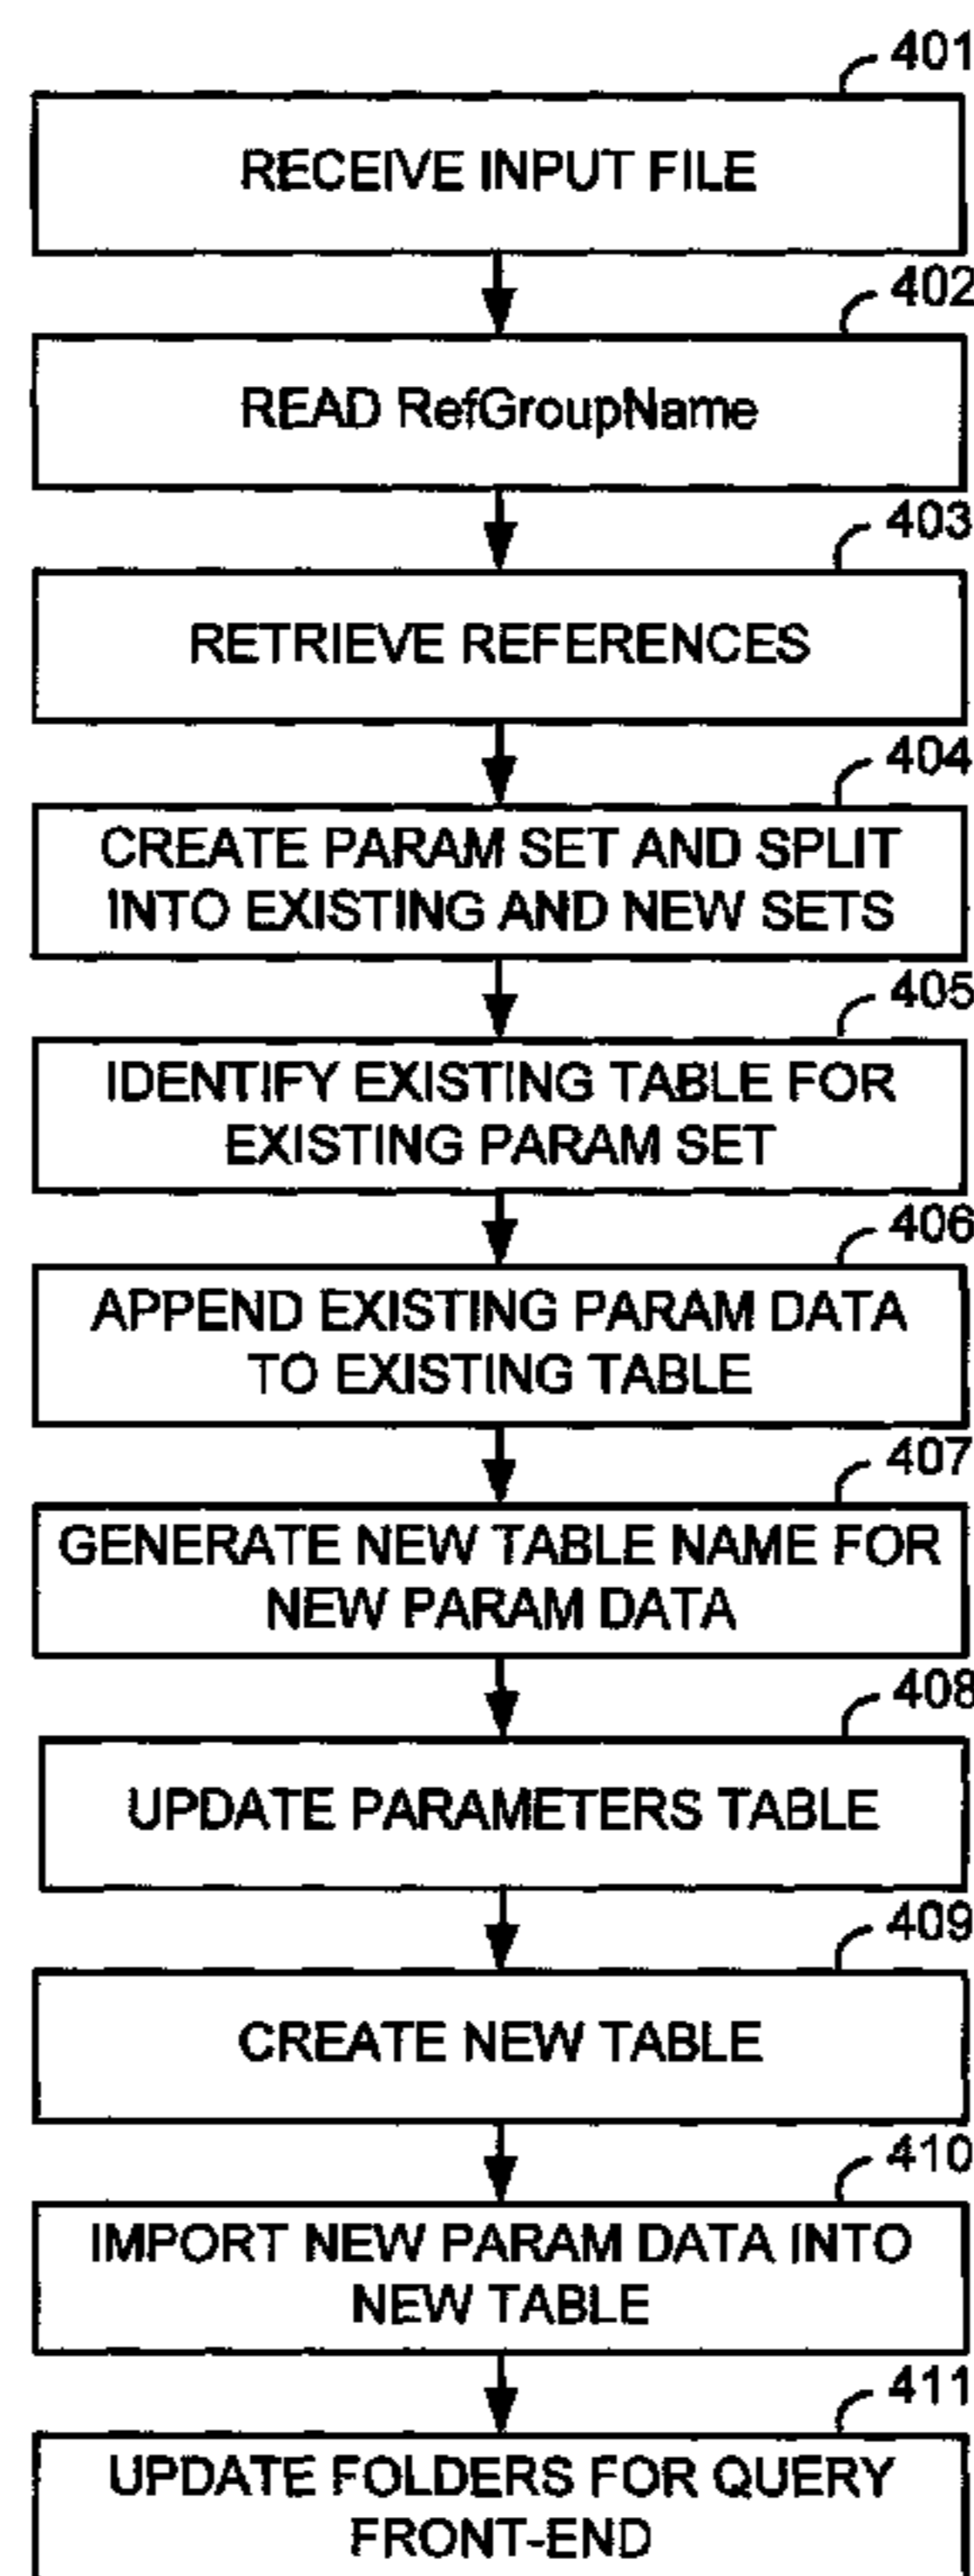 401
RECEIVE INPUT FILE
402
READ RefGroupName
403
RETRIEVE REFERENCES
404
CREATE PARAM SET AND SPLIT
INTO EXISTING AND NEW SETS
405
IDENTIFY EXISTING TABLE FOR
EXISTING PARAM SET
406
APPEND EXISTING PARAM DATA
TO EXISTING TABLE
407
GENERATE NEW TABLE NAME FOR
NEW PARAM DATA
408
UPDATE PARAMETERS TABLE
409
CREATE NEW TABLE
410
IMPORT NEW PARAM DATA INTO
NEW TABLE
411
UPDATE FOLDERS FOR QUERY
FRONT-END